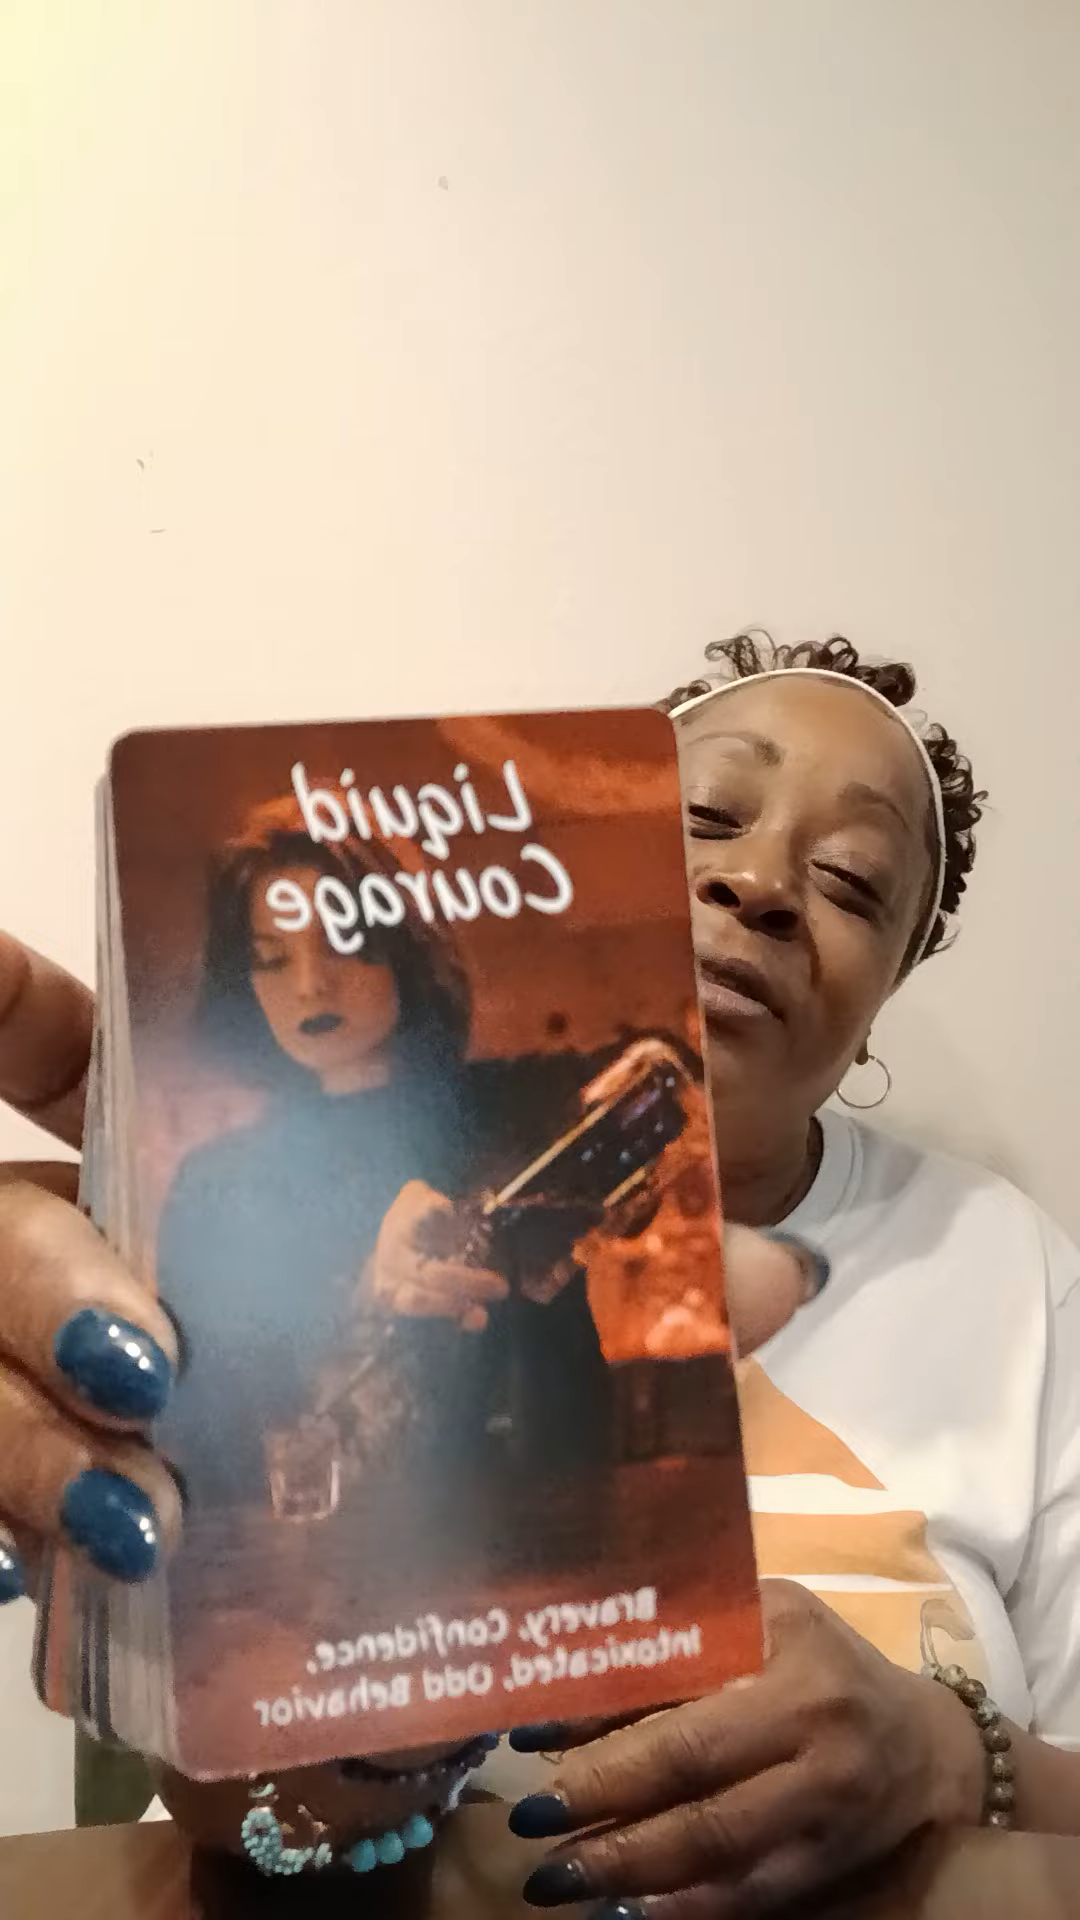 Liquid
Courage
Bravery, Confidence,
Intoxicated, Odd Behavior